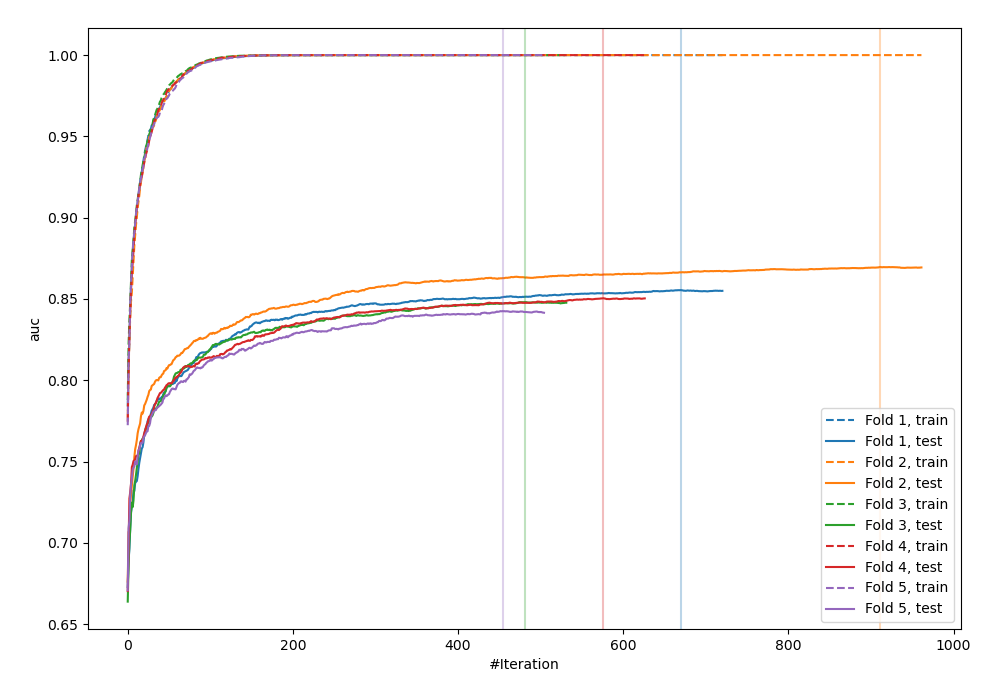 1.00
0.95
0.90
0.85
0.80
0.75
0.70
0.65
auc
0
200
400
600
800
1000
#Iteration
Fold 1, train
Fold 1, test
Fold 2, train
Fold 2, test
Fold 3, train
Fold 3, test
Fold 4, train
Fold 4, test
Fold 5, train
Fold 5, test